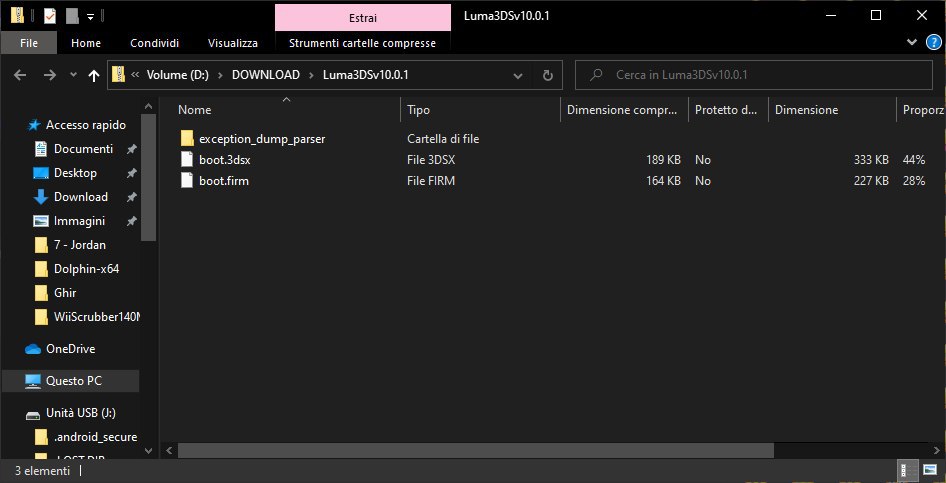 Estrai
Luma3DSv10.0.1
File
Home
Condividi
Visualizza
Strumenti cartelle compresse
Volume (D:)
DOWNLOAD
Luma3DSv10.0.1
Cerca in Luma3DSv10.0.1
Accesso rapido
Documenti
Desktop
Download
Immagini
7 - Jordan
Dolphin-x64
Ghir
WiiScrubber140M
OneDrive
Questo PC
Unità USB (J:)
.android_secure
.LOST.DIR
Nome Tipo Dimensione compr... Protetto d... Dimensione Proporz
exception_dump_parser Cartella di file
boot.3dsx File 3DSX 189 KB No 333 KB 44%
boot.firm File FIRM 164 KB No 227 KB 28%
3 elementi